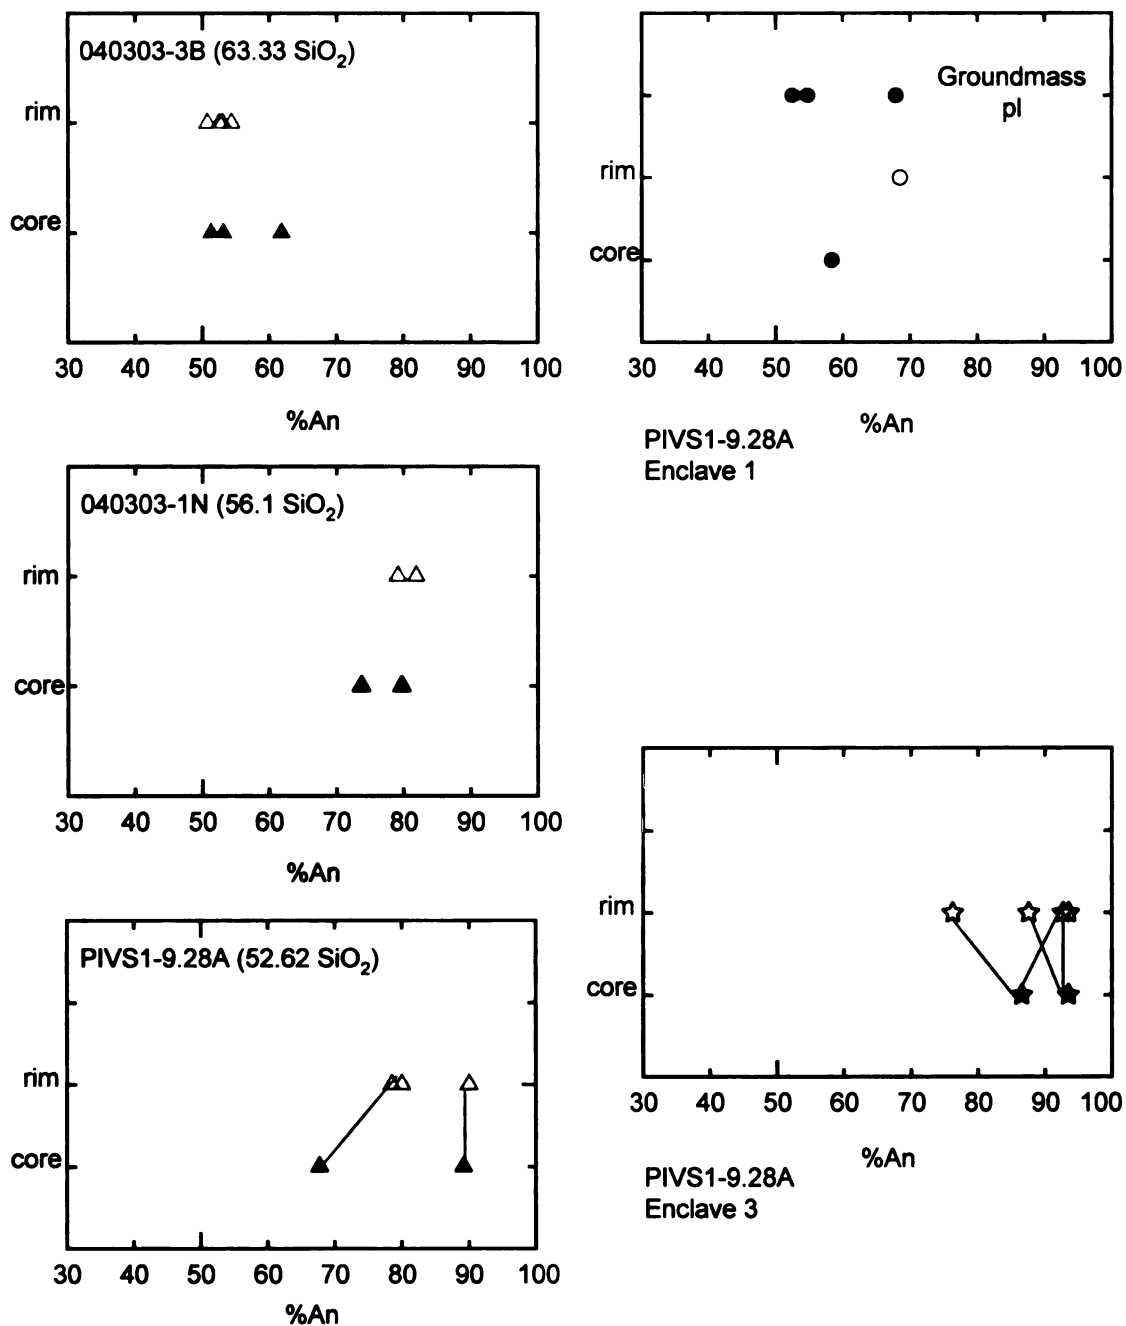 040303-3B (63.33 SiO2)
rim
core
30 40 50 60 70 80 90 100
%An
Groundmass
pl
rim
core
30 40 50 60 70 80 90 100
%An
PIVS1-9.28A
Enclave 1
040303-1N (56.1 SiO2)
rim
core
30 40 50 60 70 80 90 100
%An
PIVS1-9.28A (52.62 SiO2)
rim
core
30 40 50 60 70 80 90 100
%An
rim
core
30 40 50 60 70 80 90 100
%An
PIVS1-9.28A
Enclave 3